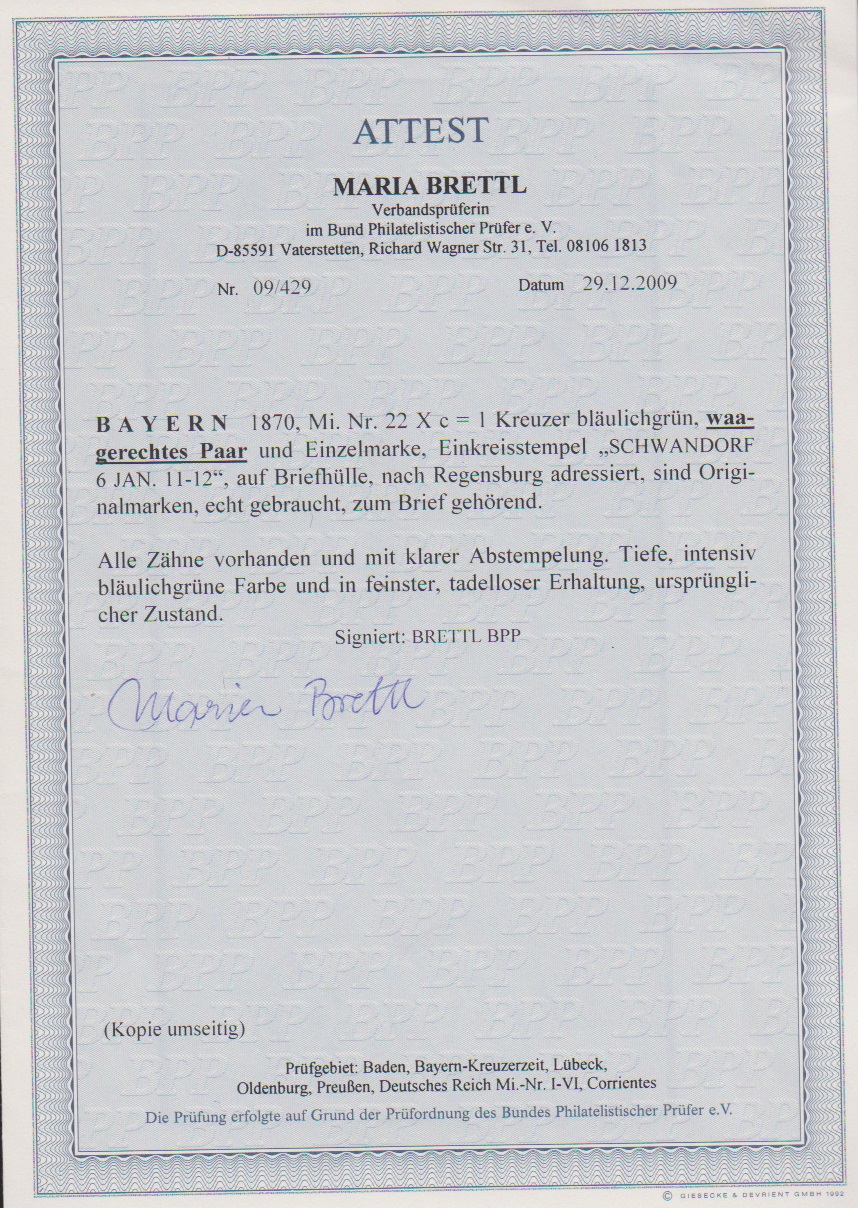 ATTEST
MARIA BRETTL
Verbandsprüferin
im Bund Philatelistischer Prüfer e. V.
D-85591 Vaterstetten, Richard Wagner Str. 31, Tel. 08106 1813
Nr. 09/429 Datum 29.12.2009
BAYERN 1870, Mi. Nr. 22 X c = 1 Kreuzer bläulichgrün, waa-
gerechtes Paar und Einzelmarke, Einkreisstempel „SCHWANDORF
6 JAN. 11-12“, auf Briefhülle, nach Regensburg adressiert, sind Origi-
nalmarken, echt gebraucht, zum Brief gehörend.
Alle Zähne vorhanden und mit klarer Abstempelung. Tiefe, intensiv
bläulichgrüne Farbe und in feinster, tadelloser Erhaltung, ursprüngli-
cher Zustand.
Signiert: BRETTL BPP
Maria Brettl
(Kopie umseitig)
Prüfgebiet: Baden, Bayern-Kreuzerzeit, Lübeck,
Oldenburg, Preußen, Deutsches Reich Mi.-Nr. I-VI, Corrientes
Die Prüfung erfolgte auf Grund der Prüfordnung des Bundes Philatelistischer Prüfer e.V.
© GIESECKE & DEVRIENT GMBH 1992